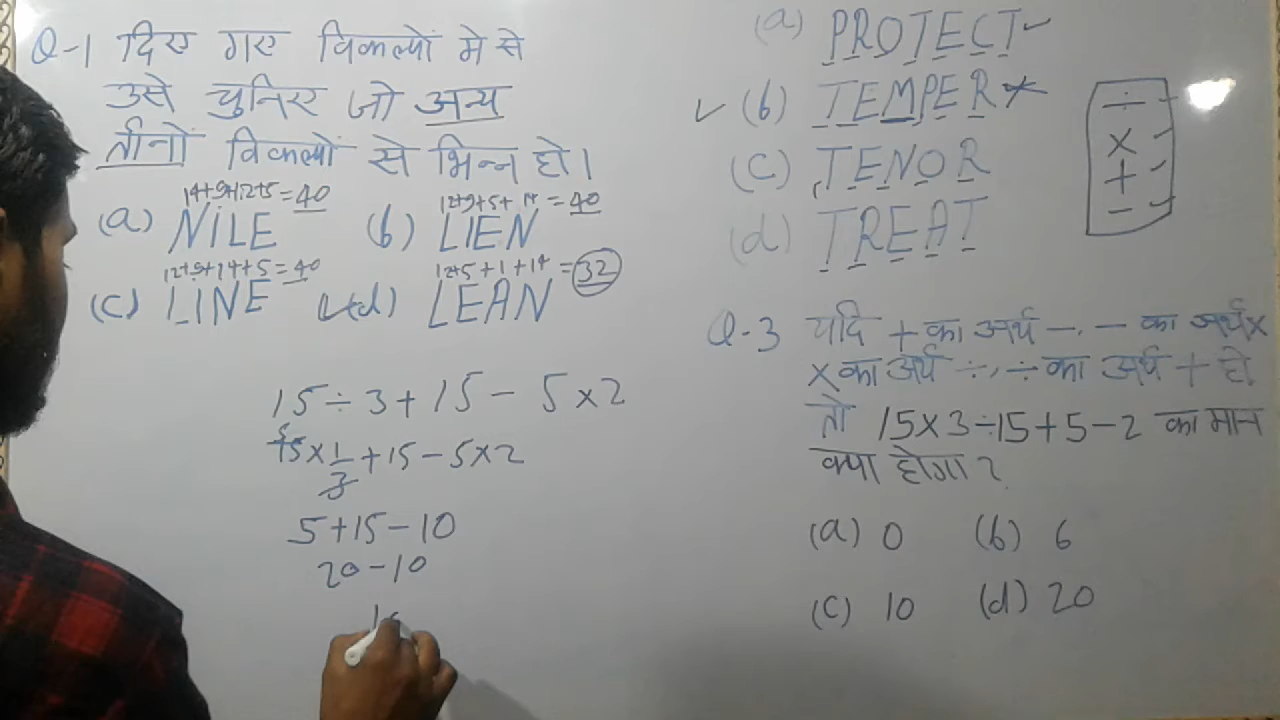 Q-1 दिए गए विकल्पों मे से
उसे चुनिए जो अन्य
तीनों विकल्पों से भिन्न हो।
14+9+12+5=40
(a) NILE
12+9+5+14=40
(b) LIEN
12+9+14+5=40
(c) LINE
12+5+1+14=32
(d) LEAN
15÷3+15-5×2
15×1/3+15-5×2
5+15-10
20-10
(a) PROTECT
(b) TEMPER
(c) TENOR
(d) TREAT
÷
×
+
-
Q-3 यदि + का अर्थ -, - का अर्थ ×
× का अर्थ ÷, ÷ का अर्थ + हो
तो 15×3÷15+5-2 का मान
क्या होगा?
(a) 0 (b) 6
(c) 10 (d) 20